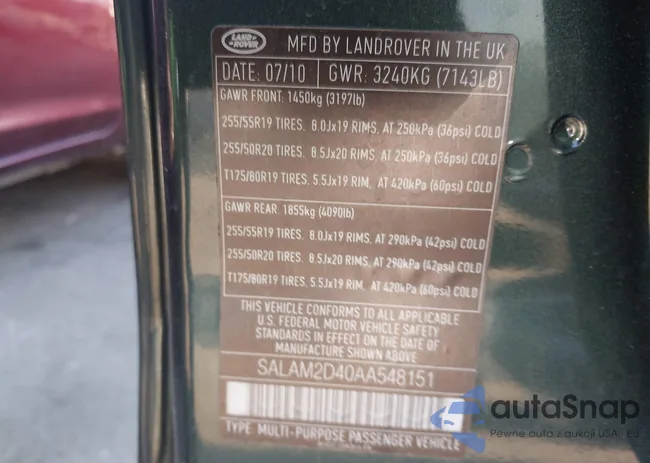 LAND ROVER
MFD BY LANDROVER IN THE UK
DATE: 07/10 GWR: 3240KG (7143LB)
GAWR FRONT: 1450kg (3197lb)
255/55R19 TIRES. 8.0Jx19 RIMS. AT 250kPa (36psi) COLD
255/50R20 TIRES. 8.5Jx20 RIMS, AT 250kPa (36psi) COLD
T175/80R19 TIRES. 5.5Jx19 RIM, AT 420kPa (60psi) COLD
GAWR REAR: 1855kg (4090lb)
255/55R19 TIRES. 8.0Jx19 RIMS, AT 290kPa (42psi) COLD
255/50R20 TIRES. 8.5Jx20 RIMS, AT 290kPa (42psi) COLD
T175/80R19 TIRES. 5.5Jx19 RIM, AT 420kPa (60psi) COLD
THIS VEHICLE CONFORMS TO ALL APPLICABLE
U.S. FEDERAL MOTOR VEHICLE SAFETY
STANDARDS IN EFFECT ON THE DATE OF
MANUFACTURE SHOWN ABOVE
SALAM2D40AA548151
TYPE: MULTI-PURPOSE PASSENGER VEHICLE
autoSnap
Pewne auto z aukcji USA, EU